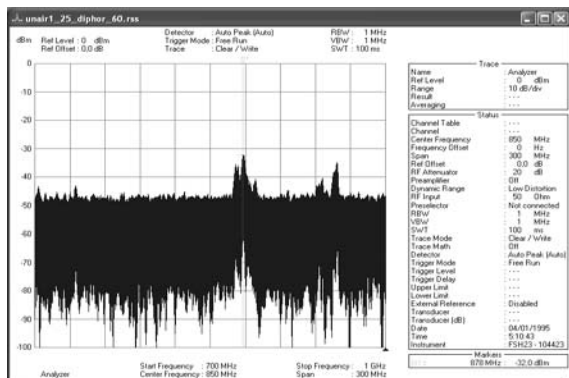 unair1_25_diphor_60.rss
dBm Ref Level : 0 dBm
Ref Offset : 0,0 dB
Detector : Auto Peak (Auto)
Trigger Mode : Free Run
Trace : Clear / Write
RBW : 1 MHz
VBW : 1 MHz
SWT : 100 ms
0
-10
-20
-30
-40
-50
-60
-70
-80
-90
-100
Analyzer
Start Frequency : 700 MHz
Center Frequency : 850 MHz
Stop Frequency : 1 GHz
Span : 300 MHz
Trace
Name : Analyzer
Ref Level : 0 dBm
Range : 10 dB/div
Result : - - -
Averaging : - - -
Status
Channel Table : - - -
Channel : - - -
Center Frequency : 850 MHz
Frequency Offset : 0 Hz
Span : 300 MHz
Ref Offset : 0,0 dB
RF Attenuator : 20 dB
Preamplifier : Off
Dynamic Range : Low Distortion
RF Input : 50 Ohm
Preselector : Not connected
RBW : 1 MHz
VBW : 1 MHz
SWT : 100 ms
Trace Mode : Clear / Write
Trace Math : Off
Detector : Auto Peak (Auto)
Trigger Mode : Free Run
Trigger Level : - - -
Trigger Delay : - - -
Upper Limit : - - -
Lower Limit : - - -
External Reference : Disabled
Transducer : - - -
Transducer (dB) : - - -
Date : 04/01/1995
Time : 5:10:43
Instrument : FSH23 - 104423
Markers
878 MHz : -32,0 dBm